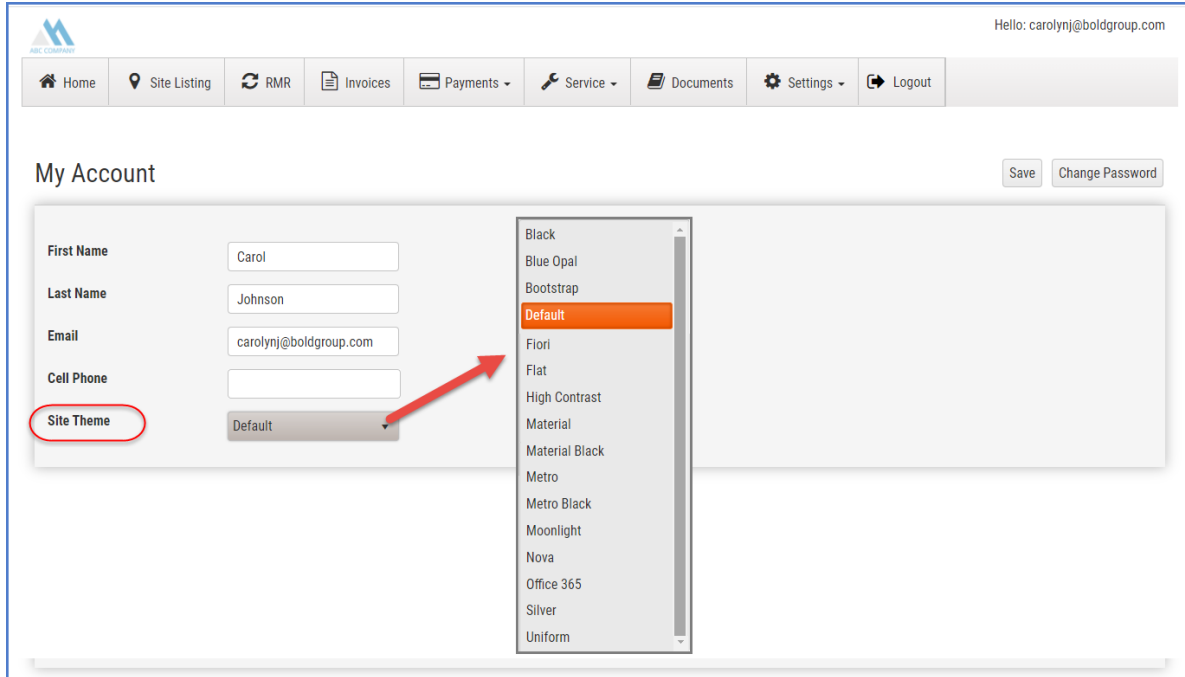 Hello: carolynj@boldgroup.com
ABC COMPANY
Home Site Listing RMR Invoices Payments Service Documents Settings Logout
My Account
Save Change Password
First Name Carol
Last Name Johnson
Email carolynj@boldgroup.com
Cell Phone
Site Theme Default
Black
Blue Opal
Bootstrap
Default
Fiori
Flat
High Contrast
Material
Material Black
Metro
Metro Black
Moonlight
Nova
Office 365
Silver
Uniform